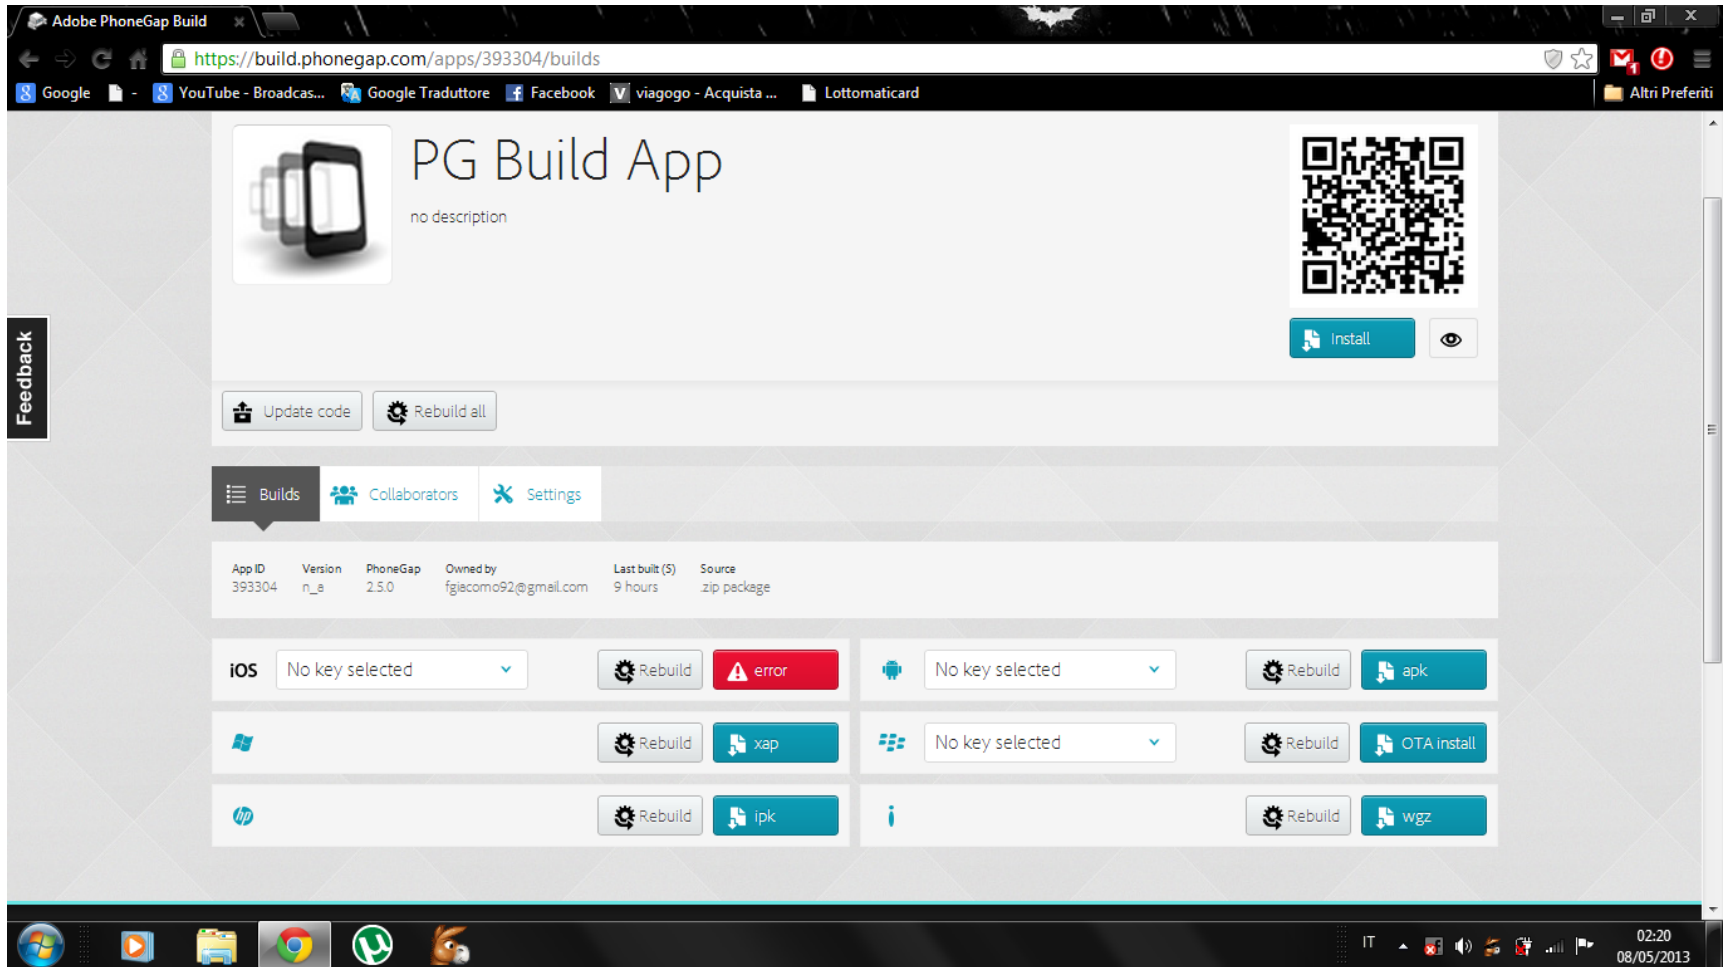 Adobe PhoneGap Build
https://build.phonegap.com/apps/393304/builds
1
Google - YouTube - Broadcas... Google Traduttore Facebook viagogo - Acquista ... Lottomaticard Altri Preferiti
PG Build App
no description
Install
Feedback
Update code Rebuild all
Builds Collaborators Settings
App ID Version PhoneGap Owned by Last built (5) Source
393304 n_a 2.5.0 fgiacomo92@gmail.com 9 hours .zip package
iOS No key selected Rebuild error No key selected Rebuild apk
Rebuild xap No key selected Rebuild OTA install
hp Rebuild ipk Rebuild wgz
IT 02:20
08/05/2013